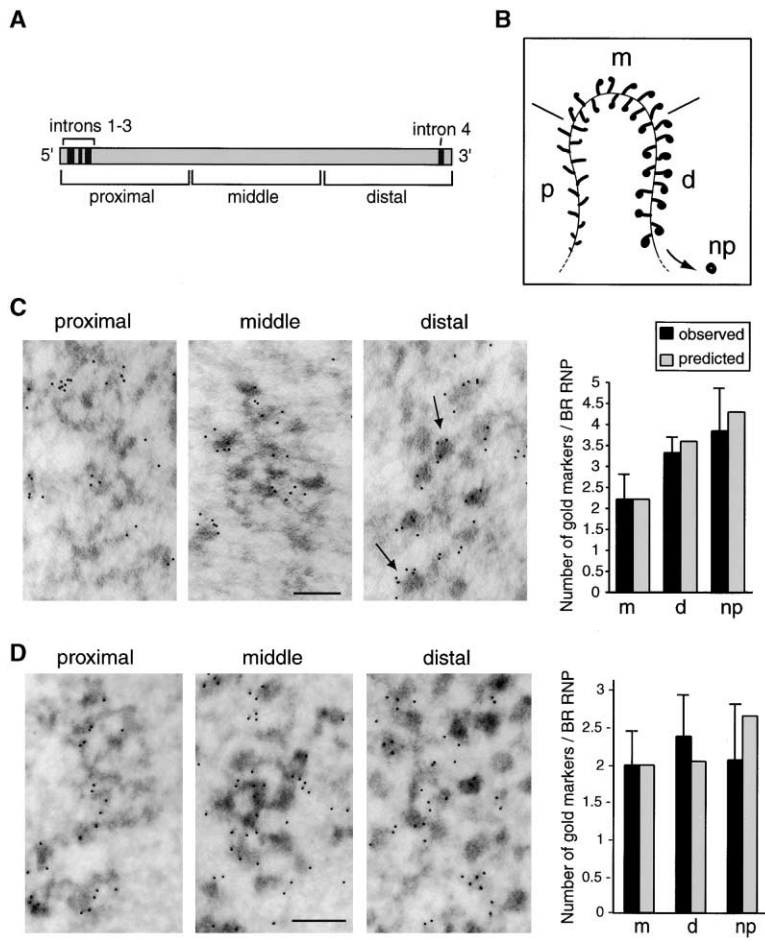 A
introns 1-3
intron 4
5'
3'
proximal
middle
distal
B
m
p
d
np
C
proximal
middle
distal
observed
predicted
Number of gold markers / BR RNP
5
4.5
4
3.5
3
2.5
2
1.5
1
0.5
0
m
d
np
D
proximal
middle
distal
Number of gold markers / BR RNP
3
2.5
2
1.5
1
0.5
0
m
d
np